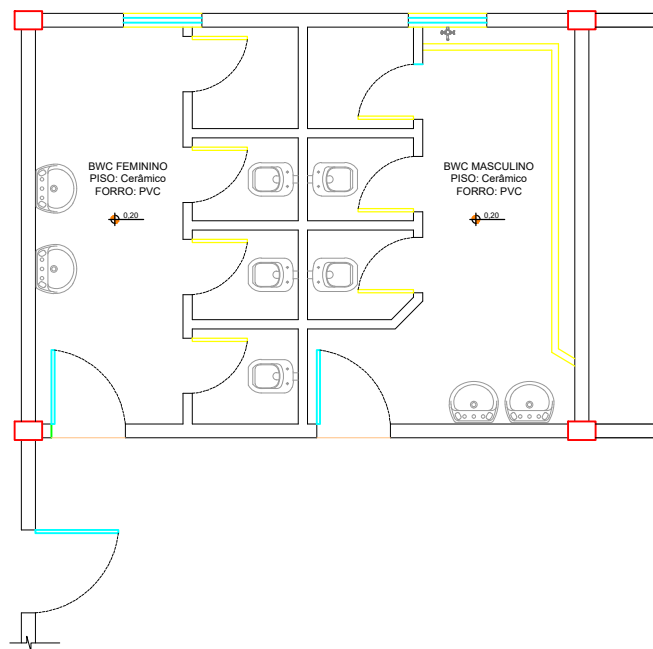 BWC FEMININO
PISO: Cerâmico
FORRO: PVC
0,20
BWC MASCULINO
PISO: Cerâmico
FORRO: PVC
0,20